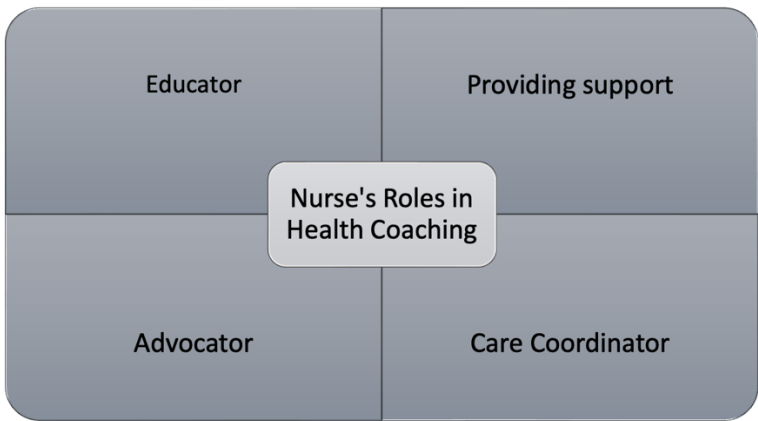 Educator
Providing support
Nurse's Roles in
Health Coaching
Advocator
Care Coordinator